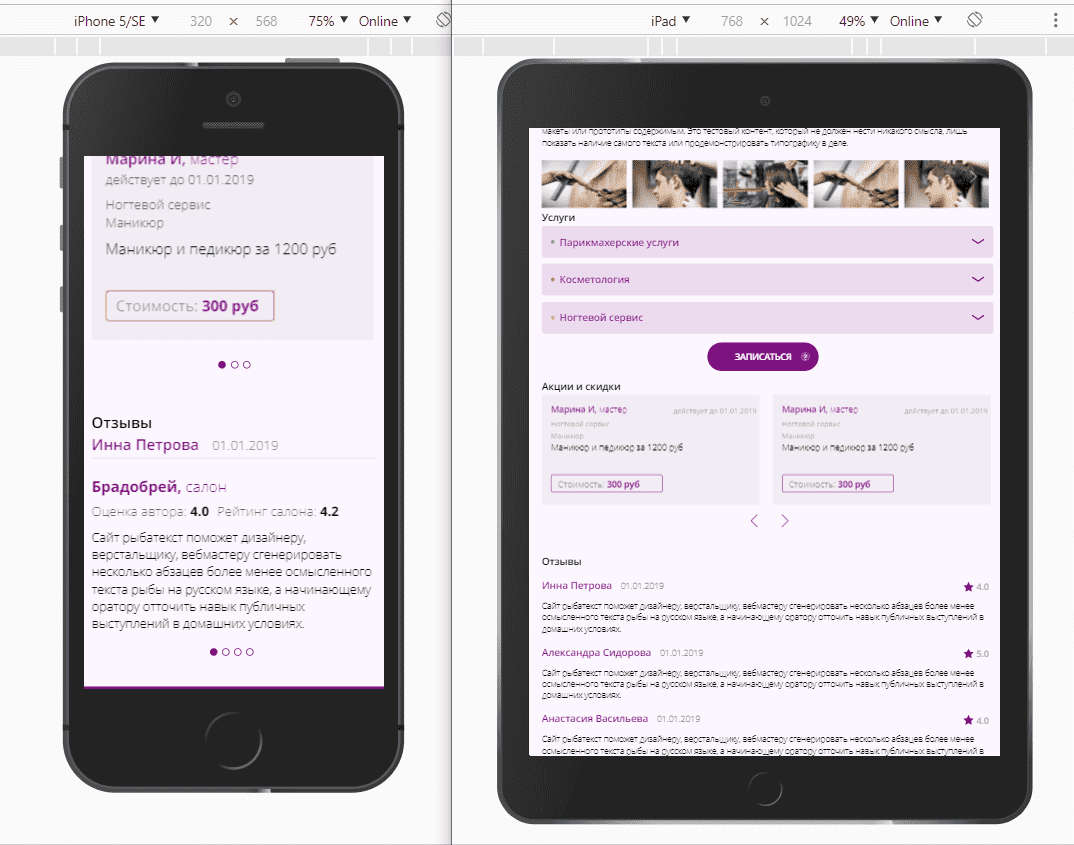 iPhone 5/SE ▼ 320 × 568 75% ▼ Online ▼
Марина И, мастер
действует до 01.01.2019
Ногтевой сервис
Маникюр
Маникюр и педикюр за 1200 руб
Стоимость: 300 руб
Отзывы
Инна Петрова 01.01.2019
Брадобрей, салон
Оценка автора: 4.0 Рейтинг салона: 4.2
Сайт рыбатекст поможет дизайнеру,
верстальщику, вебмастеру сгенерировать
несколько абзацев более менее осмысленного
текста рыбы на русском языке, а начинающему
оратору отточить навык публичных
выступлений в домашних условиях.
iPad ▼ 768 × 1024 49% ▼ Online ▼
макеты или прототипы содержимым. Это тестовый контент, который не должен нести никакого смысла, лишь
показать наличие самого текста или продемонстрировать типографику в деле.
Услуги
Парикмахерские услуги
Косметология
Ногтевой сервис
ЗАПИСАТЬСЯ
Акции и скидки
Марина И, мастер действует до 01.01.2019
Ногтевой сервис
Маникюр
Маникюр и педикюр за 1200 руб
Стоимость: 300 руб
Марина И, мастер действует до 01.01.2019
Ногтевой сервис
Маникюр
Маникюр и педикюр за 1200 руб
Стоимость: 300 руб
Отзывы
Инна Петрова 01.01.2019 ★ 4.0
Сайт рыбатекст поможет дизайнеру, верстальщику, вебмастеру сгенерировать несколько абзацев более менее
осмысленного текста рыбы на русском языке, а начинающему оратору отточить навык публичных выступлений в
домашних условиях.
Александра Сидорова 01.01.2019 ★ 5.0
Сайт рыбатекст поможет дизайнеру, верстальщику, вебмастеру сгенерировать несколько абзацев более менее
осмысленного текста рыбы на русском языке, а начинающему оратору отточить навык публичных выступлений в
домашних условиях.
Анастасия Васильева 01.01.2019 ★ 4.0
Сайт рыбатекст поможет дизайнеру, верстальщику, вебмастеру сгенерировать несколько абзацев более менее
осмысленного текста рыбы на русском языке, а начинающему оратору отточить навык публичных выступлений в